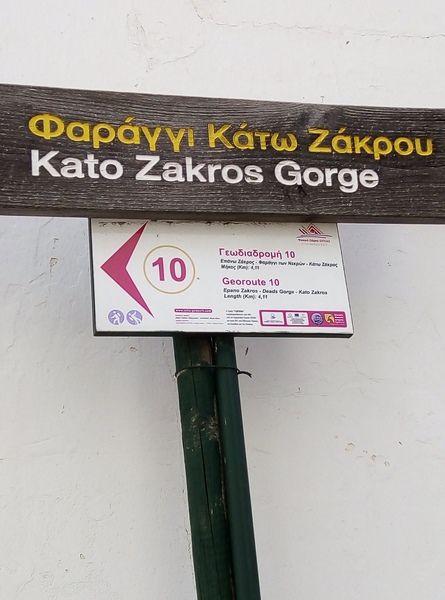 Φαράγγι Κάτω Ζάκρου
Kato Zakros Gorge
10
Γεωδιαδρομή 10
Επάνω Ζάκρος - Φαράγγι των Νεκρών - Κάτω Ζάκρος
Μήκος (Km): 4,11
Georoute 10
Epano Zakros - Deads Gorge - Kato Zakros
Length (Km): 4,11